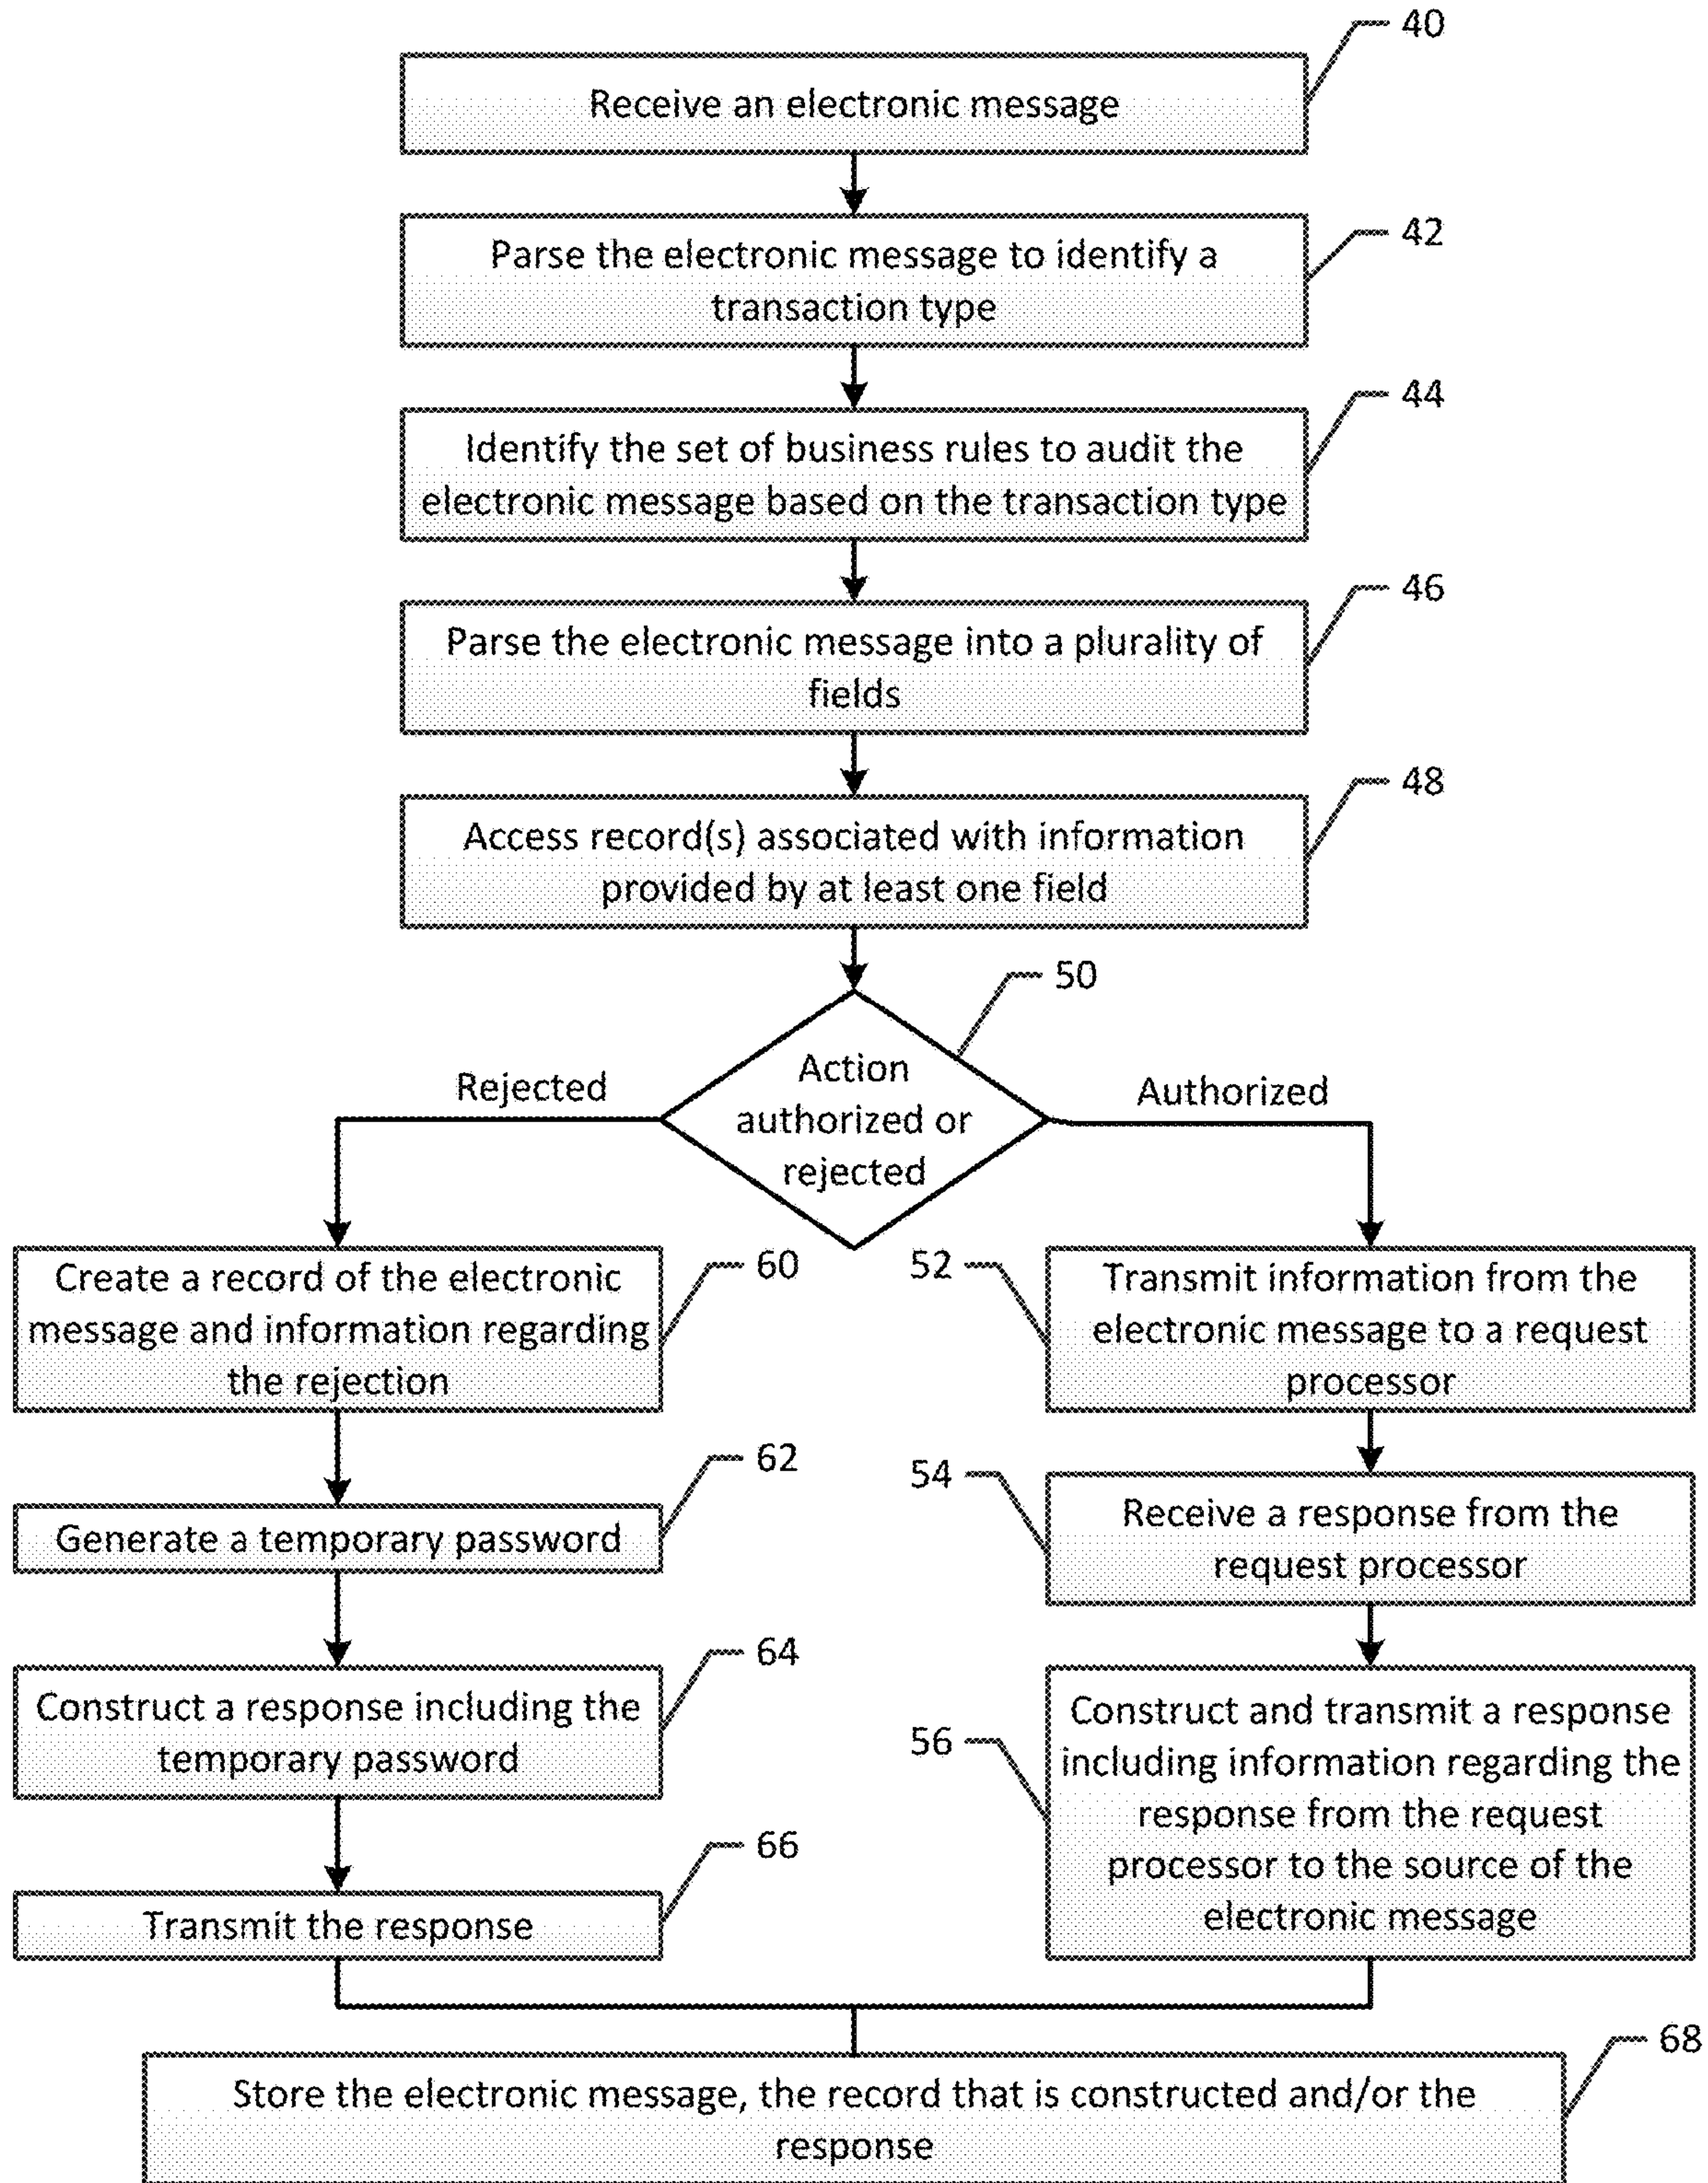 40
Receive an electronic message
42
Parse the electronic message to identify a
transaction type
44
Identify the set of business rules to audit the
electronic message based on the transaction type
46
Parse the electronic message into a plurality of
fields
48
Access record(s) associated with information
provided by at least one field
50
Action
authorized or
rejected
Rejected
Authorized
60
Create a record of the electronic
message and information regarding
the rejection
62
Generate a temporary password
64
Construct a response including the
temporary password
66
Transmit the response
52
Transmit information from the
electronic message to a request
processor
54
Receive a response from the
request processor
56
Construct and transmit a response
including information regarding the
response from the request
processor to the source of the
electronic message
68
Store the electronic message, the record that is constructed and/or the
response